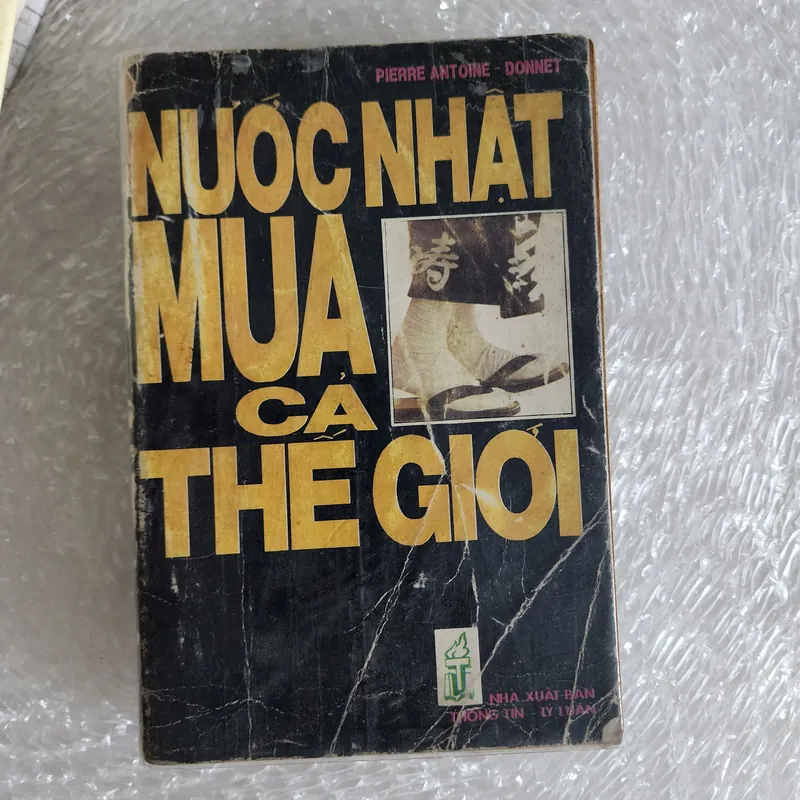 PIERRE ANTOINE - DONNET
NƯỚC NHẬT
MUA
CẢ
THẾ GIỚI
NHÀ XUẤT BẢN
THÔNG TIN - LÝ LUẬN